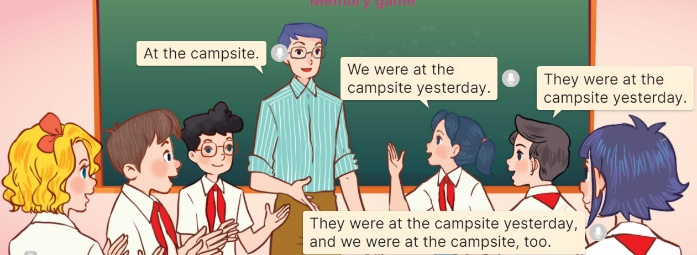 Memory game
At the campsite.
We were at the
campsite yesterday.
They were at the
campsite yesterday.
They were at the campsite yesterday,
and we were at the campsite, too.